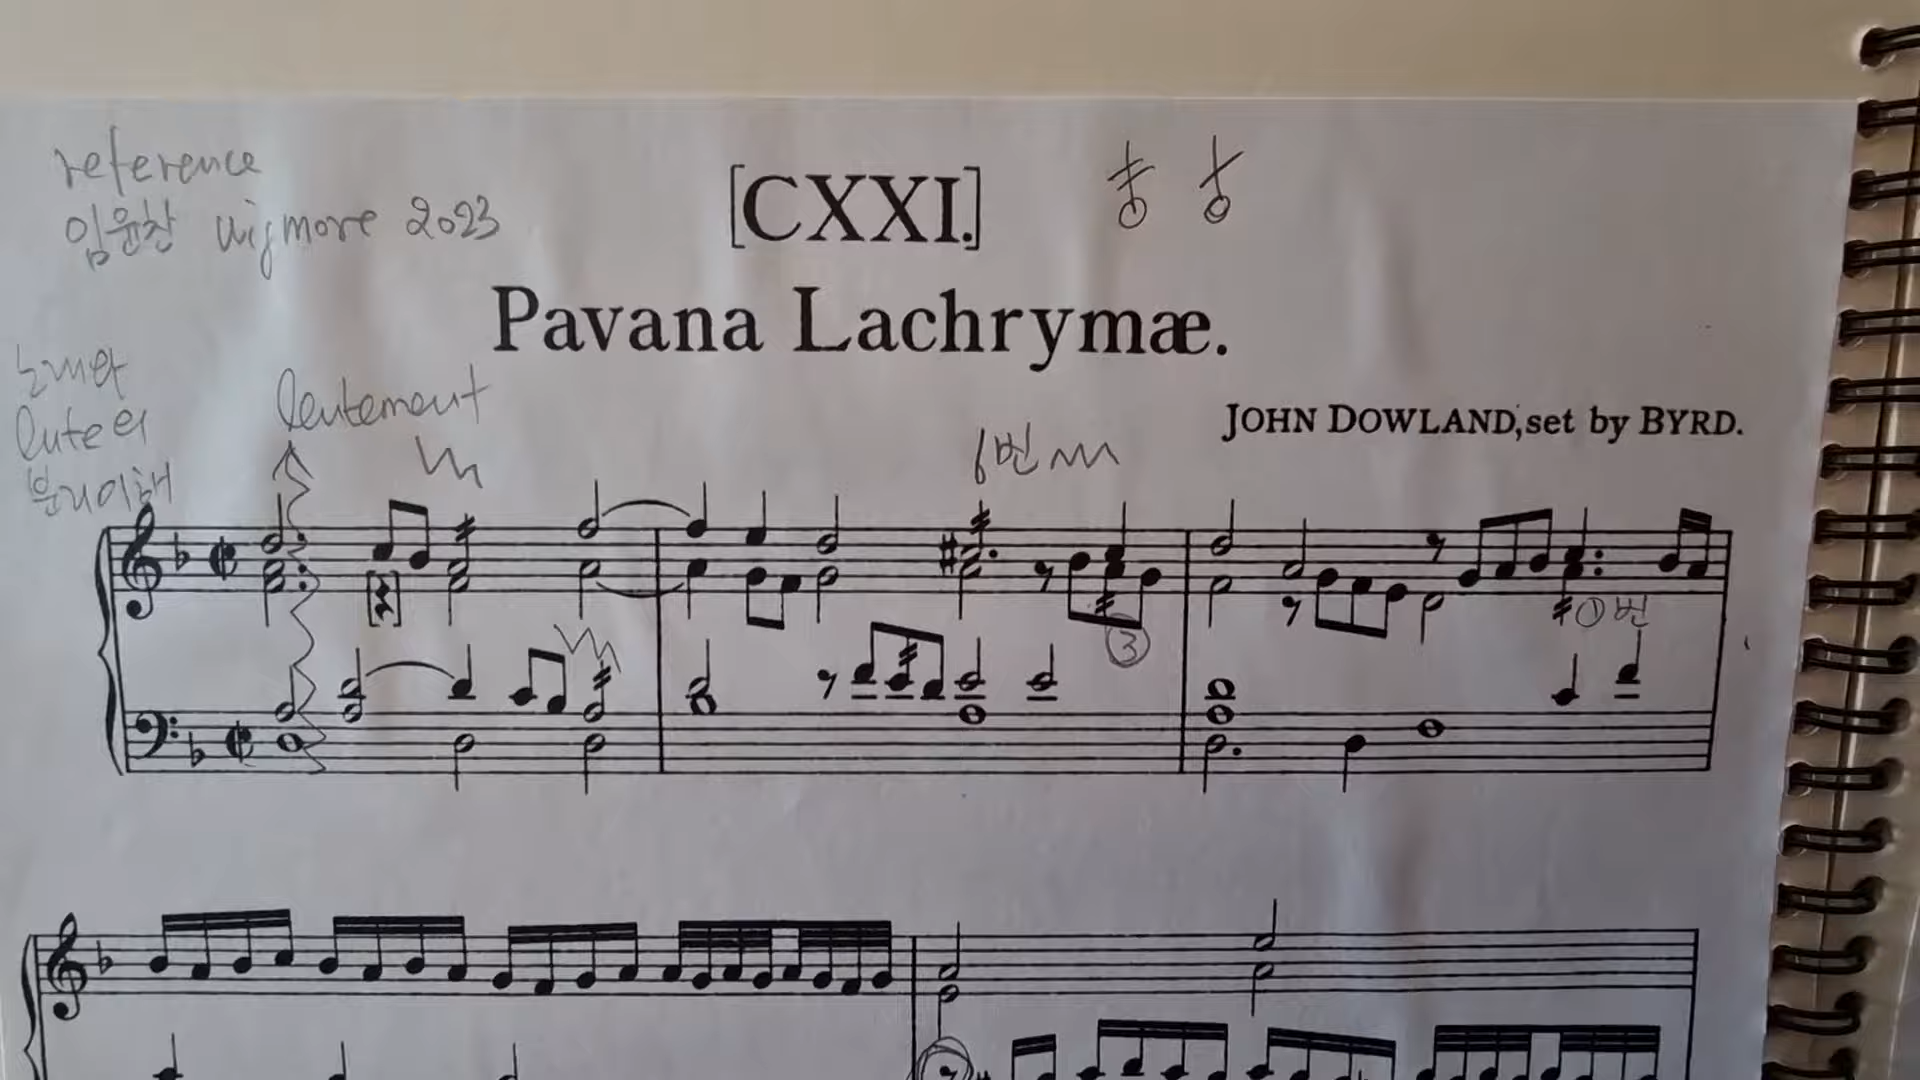 reference
임윤찬 wigmore 2023
[CXXI.]
Pavana Lachrymæ.
노래와
lute의
분리이해
lentement
JOHN DOWLAND, set by BYRD.
6번
3
①번